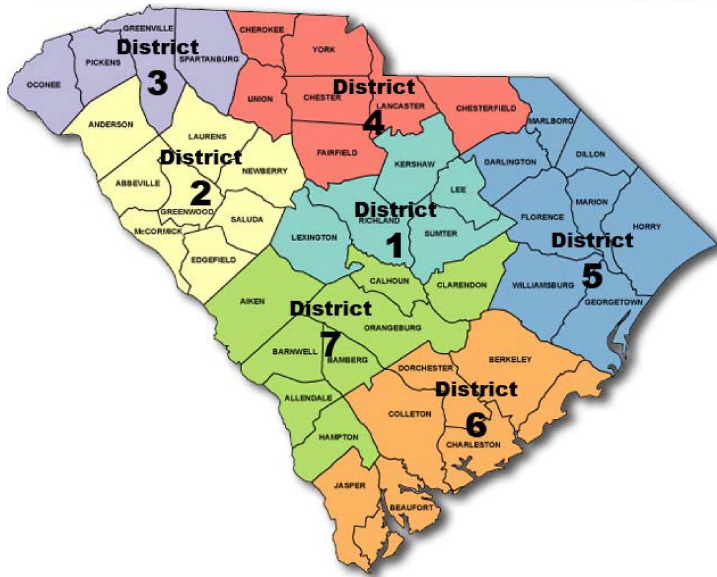 CHEROKEE
GREENVILLE
YORK
District
PICKENS
SPARTANBURG
3
OCONEE
UNION
CHESTER
District
LANCASTER
4
CHESTERFIELD
MARLBORO
ANDERSON
LAURENS
FAIRFIELD
KERSHAW
DARLINGTON
DILLON
District
NEWBERRY
2
ABBEVILLE
GREENWOOD
LEE
MARION
SALUDA
District
RICHLAND
1
SUMTER
FLORENCE
HORRY
McCORMICK
LEXINGTON
District
5
EDGEFIELD
CALHOUN
CLARENDON
WILLIAMSBURG
GEORGETOWN
AIKEN
District
7
ORANGEBURG
BARNWELL
BAMBERG
BERKELEY
DORCHESTER
District
6
ALLENDALE
COLLETON
CHARLESTON
HAMPTON
JASPER
BEAUFORT